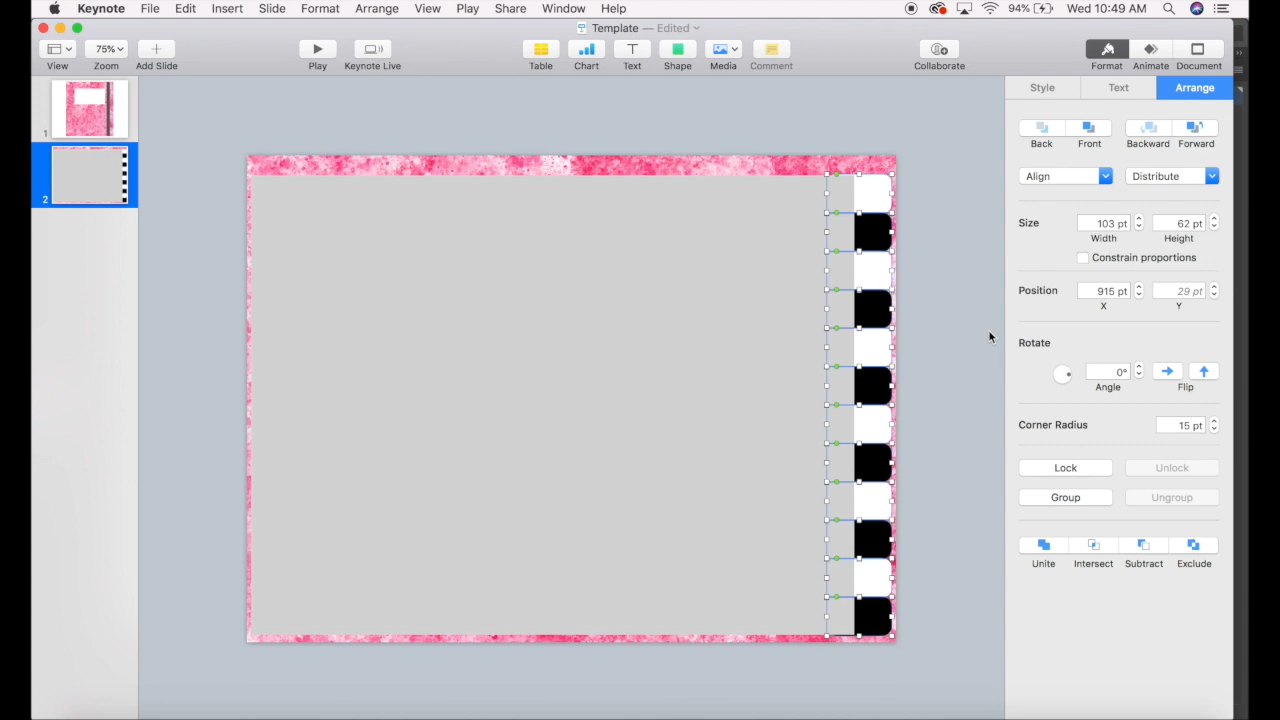 Keynote File Edit Insert Slide Format Arrange View Play Share Window Help 94% Wed 10:49 AM
Template — Edited
75%
View Zoom Add Slide Play Keynote Live Table Chart Text Shape Media Comment Collaborate Format Animate Document
Style Text Arrange
1
2
Back Front Backward Forward
Align Distribute
Size 103 pt 62 pt
Width Height
Constrain proportions
Position 915 pt 29 pt
X Y
Rotate
0°
Angle Flip
Corner Radius 15 pt
Lock Unlock
Group Ungroup
Unite Intersect Subtract Exclude